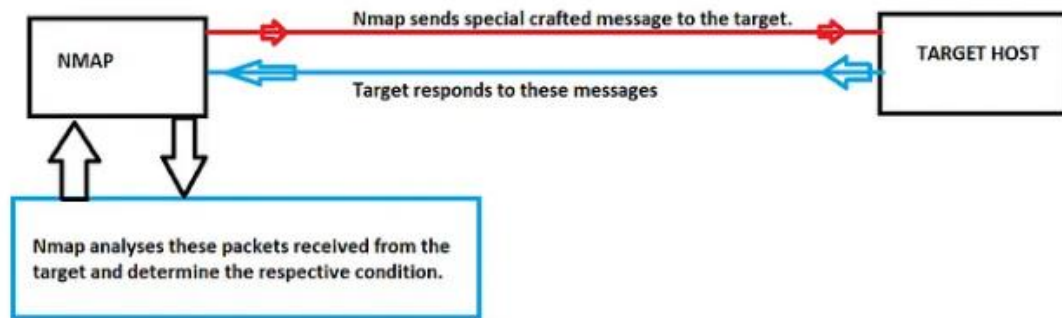 Nmap sends special crafted message to the target.
NMAP
TARGET HOST
Target responds to these messages
Nmap analyses these packets received from the
target and determine the respective condition.